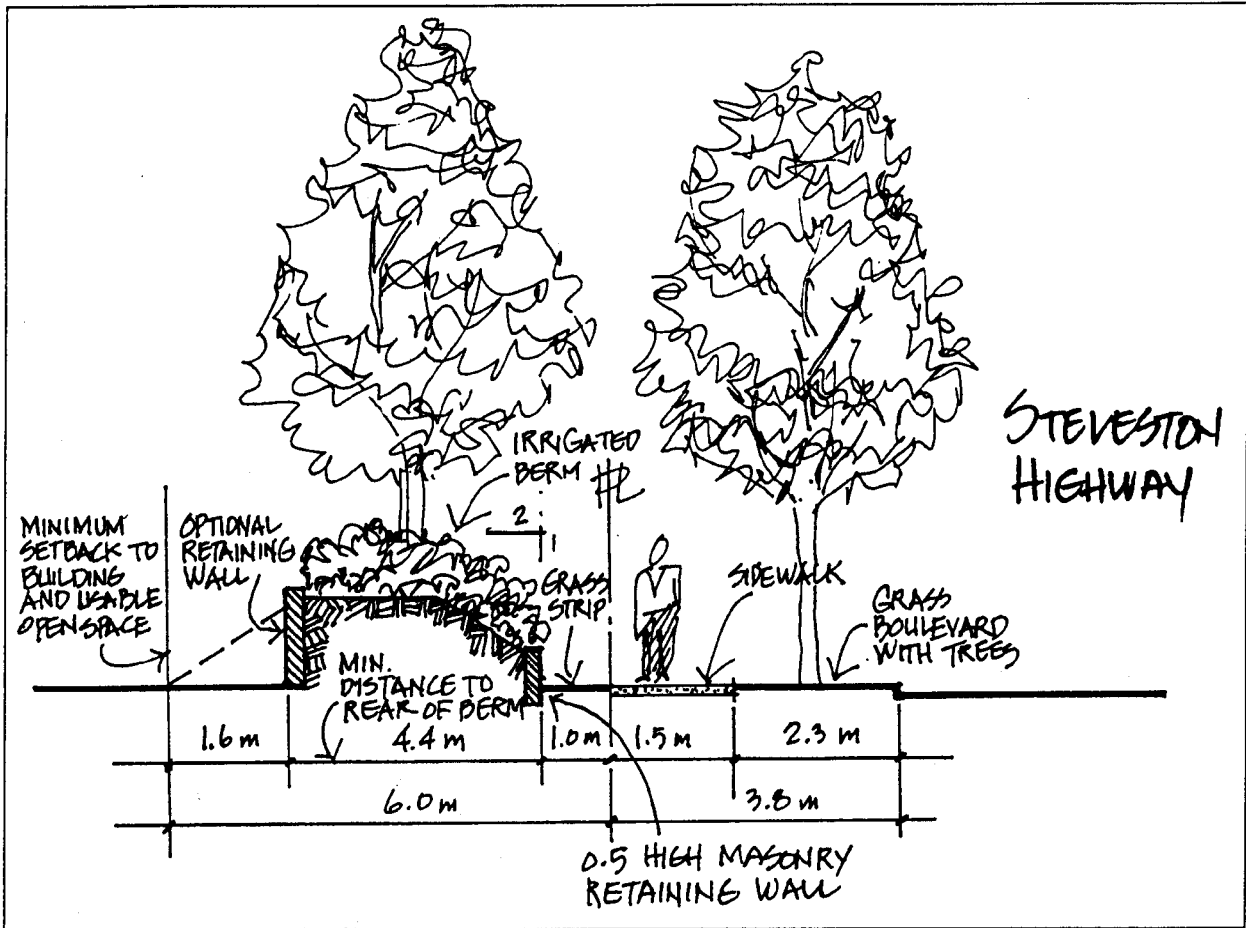 STEVESTON
HIGHWAY
IRRIGATED
BERM
PL
2
1
MINIMUM
SETBACK TO
BUILDING
AND USABLE
OPEN SPACE
OPTIONAL
RETAINING
WALL
GRASS
STRIP
SIDEWALK
GRASS
BOULEVARD
WITH TREES
MIN.
DISTANCE TO
REAR OF BERM
1.6 m
4.4 m
1.0 m
1.5 m
2.3 m
6.0 m
3.8 m
0.5 HIGH MASONRY
RETAINING WALL